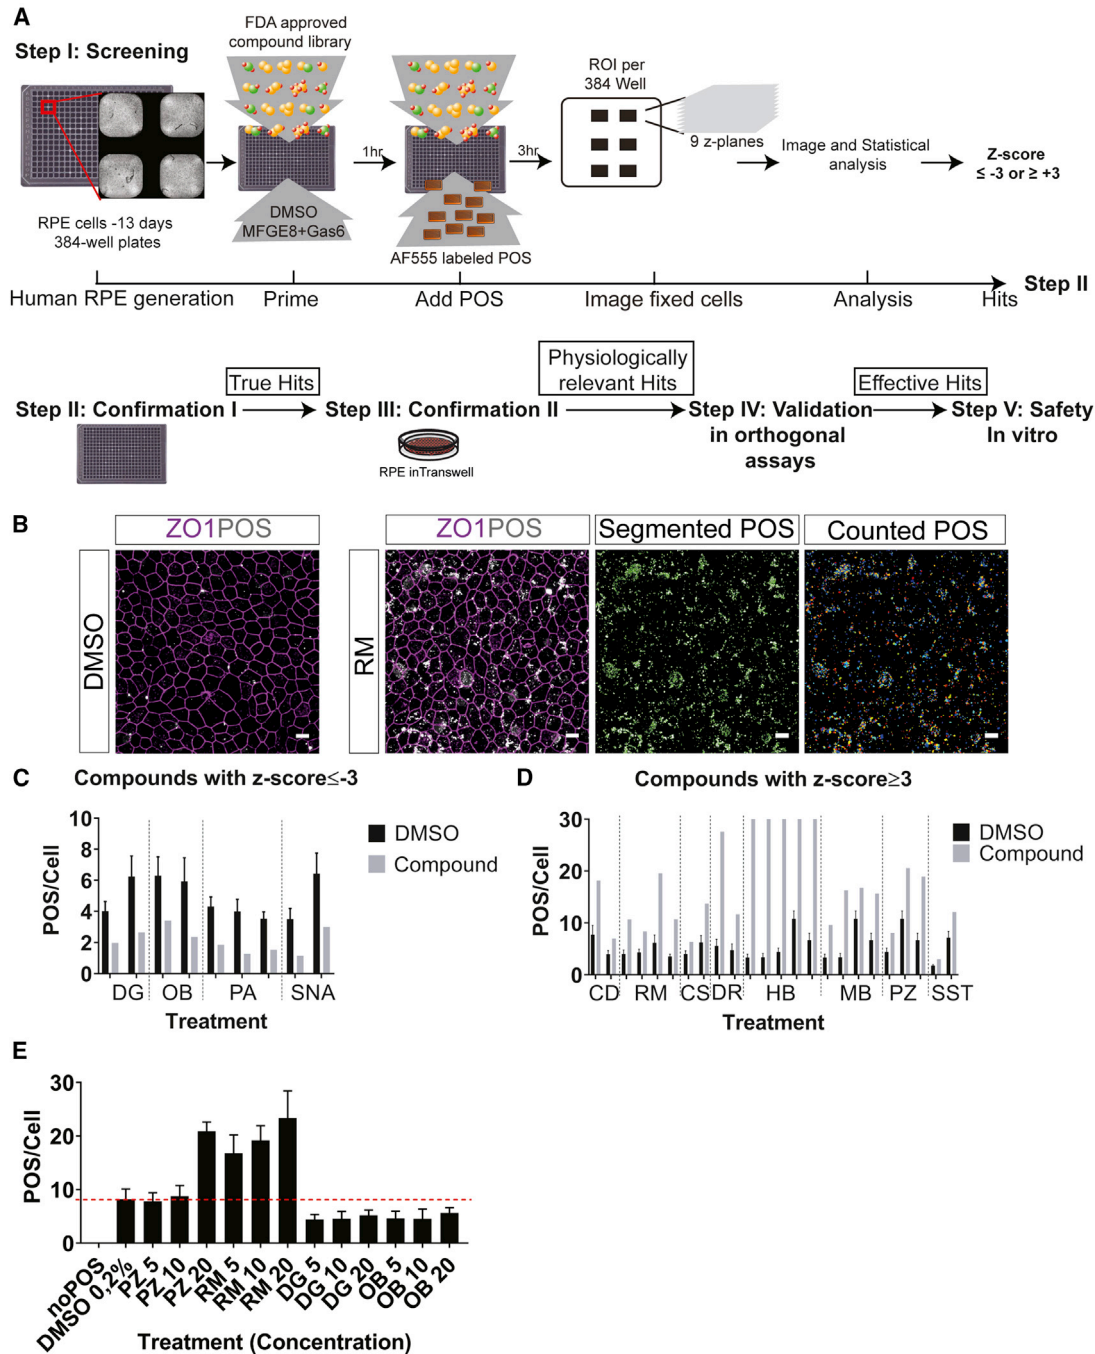 A
Step I: Screening
FDA approved
compound library
ROI per
384 Well
1hr
3hr
9 z-planes
Image and Statistical
analysis
Z-score
≤ -3 or ≥ +3
RPE cells -13 days
384-well plates
DMSO
MFGE8+Gas6
AF555 labeled POS
Human RPE generation
Prime
Add POS
Image fixed cells
Analysis
Hits
Step II
True Hits
Physiologically
relevant Hits
Effective Hits
Step II: Confirmation I
Step III: Confirmation II
Step IV: Validation
in orthogonal
assays
Step V: Safety
In vitro
RPE inTranswell
B
ZO1POS
ZO1POS
Segmented POS
Counted POS
DMSO
RM
C
Compounds with z-score≤-3
POS/Cell
10
8
6
4
2
0
DMSO
Compound
DG
OB
PA
SNA
Treatment
D
Compounds with z-score≥3
POS/Cell
30
20
10
0
DMSO
Compound
CD
RM
CS
DR
HB
MB
PZ
SST
Treatment
E
POS/Cell
30
20
10
0
noPOS
DMSO 0,2%
PZ 5
PZ 10
PZ 20
RM 5
RM 10
RM 20
DG 5
DG 10
DG 20
OB 5
OB 10
OB 20
Treatment (Concentration)